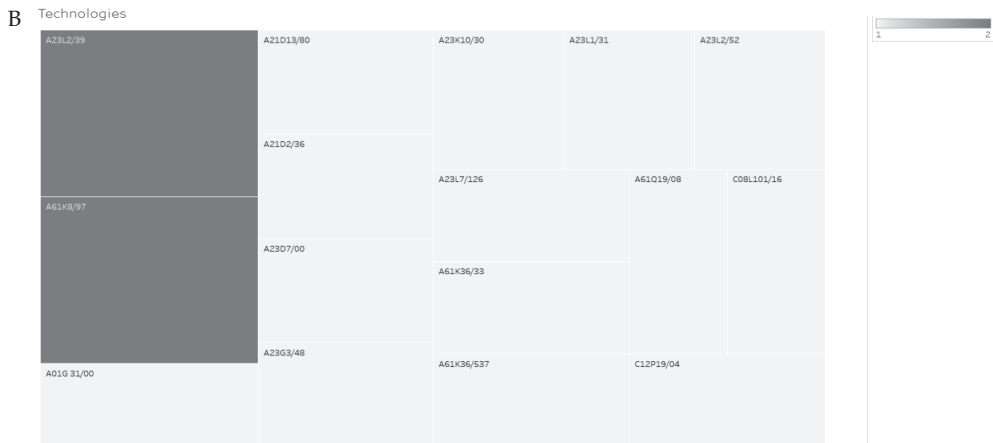 B
Technologies
A23L2/39
A21D13/80
A23K10/30
A23L1/31
A23L2/52
1
2
A21D2/36
A23L7/126
A61Q19/08
C08L101/16
A61K8/97
A23D7/00
A61K36/33
A23G3/48
A61K36/537
C12P19/04
A01G 31/00